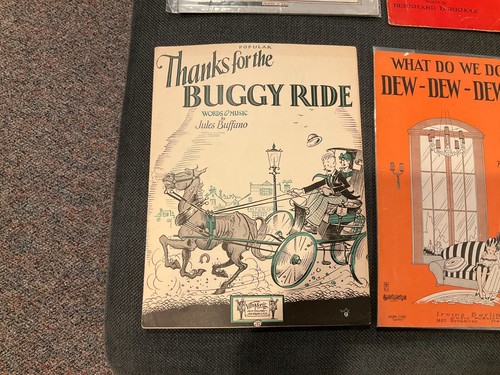 POPULAR
Thanks for the
BUGGY RIDE
WORDS & MUSIC
by
Jules Buffano
WHAT DO WE DO
DEW-DEW-DEW
Irving Berlin